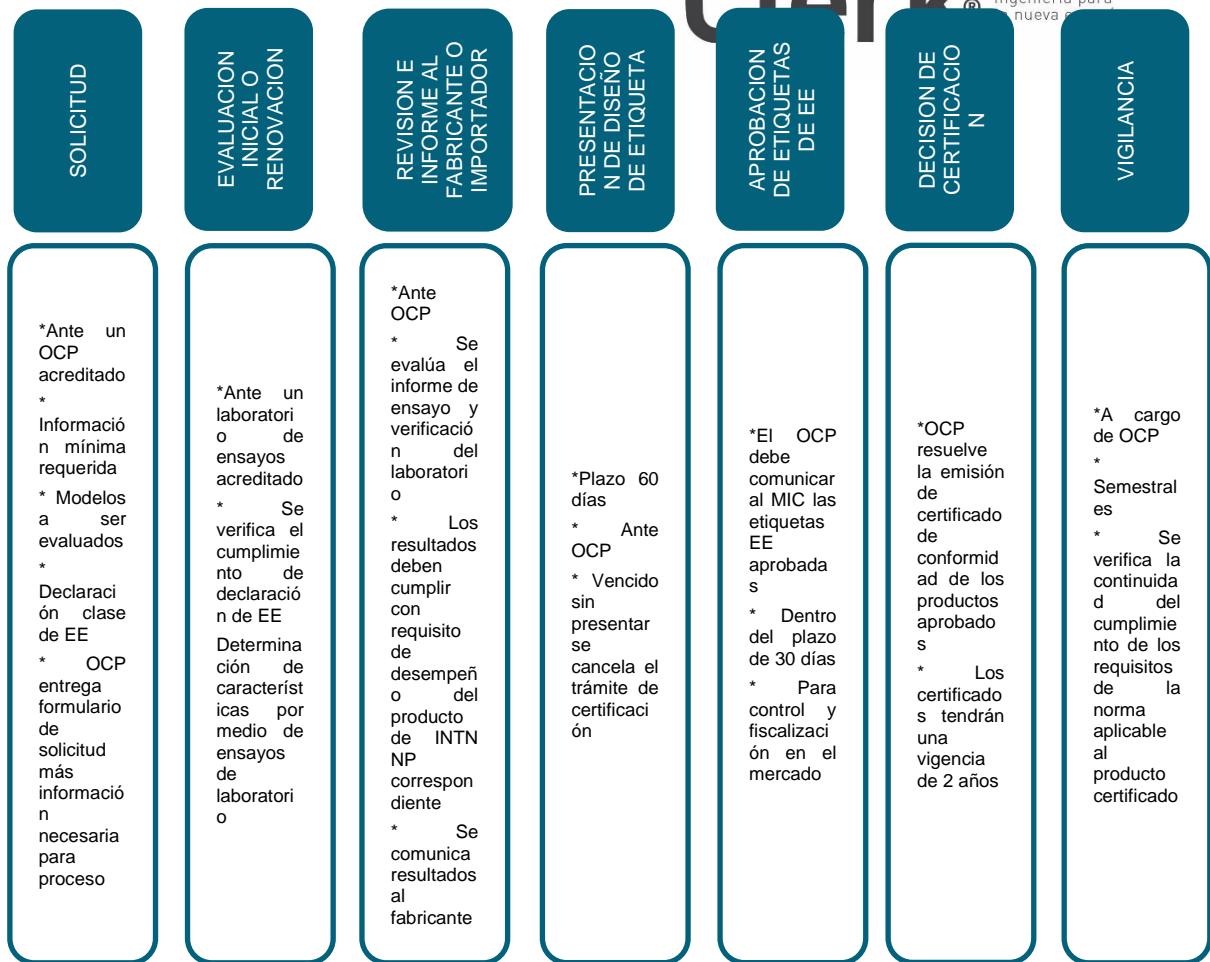 ingeniería para
nueva
SOLICITUD
EVALUACION
INICIAL O
RENOVACION
REVISION E
INFORME AL
FABRICANTE O
IMPORTADOR
PRESENTACIO
N DE DISEÑO
DE ETIQUETA
APROBACION
DE ETIQUETAS
DE EE
DECISION DE
CERTIFICACIO
N
VIGILANCIA
*Ante un
OCP
acreditado
*
Informació
n mínima
requerida
* Modelos
a ser
evaluados
*
Declaraci
ón clase
de EE
* OCP
entrega
formulario
de
solicitud
más
informació
n
necesaria
para
proceso
*Ante un
laboratori
o de
ensayos
acreditado
* Se
verifica el
cumplimie
nto de
declaració
n de EE
Determina
ción de
característ
icas por
medio de
ensayos
de
laboratori
o
*Ante
OCP
* Se
evalúa el
informe de
ensayo y
verificació
n del
laboratori
o
* Los
resultados
deben
cumplir
con
requisito
de
desempeñ
o del
producto
de INTN
NP
correspon
diente
* Se
comunica
resultados
al
fabricante
*Plazo 60
días
* Ante
OCP
* Vencido
sin
presentar
se
cancela el
trámite de
certificaci
ón
*El OCP
debe
comunicar
al MIC las
etiquetas
EE
aprobada
s
* Dentro
del plazo
de 30 días
* Para
control y
fiscalizaci
ón en el
mercado
*OCP
resuelve
la emisión
de
certificado
de
conformid
ad de los
productos
aprobado
s
* Los
certificado
s tendrán
una
vigencia
de 2 años
*A cargo
de OCP
*
Semestral
es
* Se
verifica la
continuida
d del
cumplimie
nto de los
requisitos
de la
norma
aplicable
al
producto
certificado